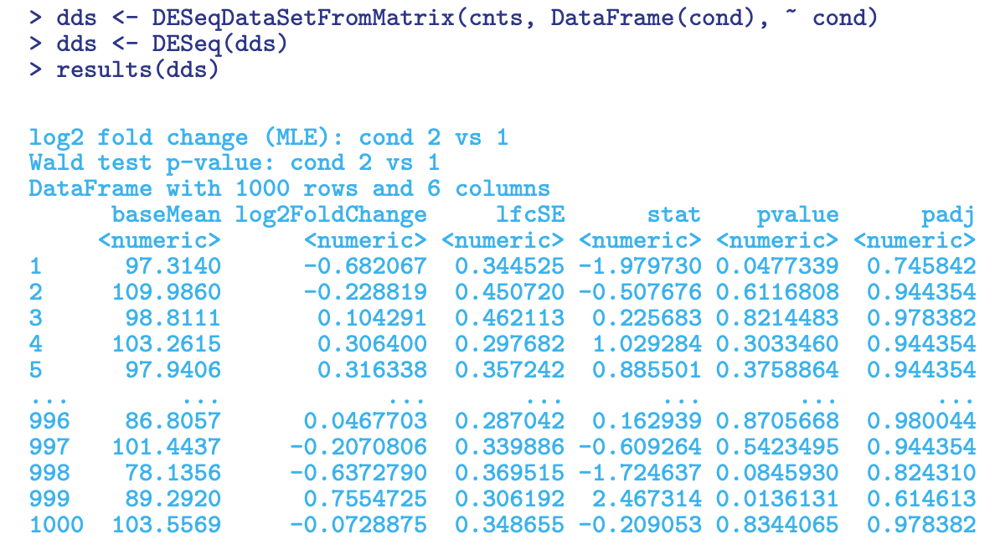 > dds <- DESeqDataSetFromMatrix(cnts, DataFrame(cond), ~ cond)
> dds <- DESeq(dds)
> results(dds)
log2 fold change (MLE): cond 2 vs 1
Wald test p-value: cond 2 vs 1
DataFrame with 1000 rows and 6 columns
baseMean log2FoldChange lfcSE stat pvalue padj
<numeric> <numeric> <numeric> <numeric> <numeric> <numeric>
1 97.3140 -0.682067 0.344525 -1.979730 0.0477339 0.745842
2 109.9860 -0.228819 0.450720 -0.507676 0.6116808 0.944354
3 98.8111 0.104291 0.462113 0.225683 0.8214483 0.978382
4 103.2615 0.306400 0.297682 1.029284 0.3033460 0.944354
5 97.9406 0.316338 0.357242 0.885501 0.3758864 0.944354
... ... ... ... ... ... ...
996 86.8057 0.0467703 0.287042 0.162939 0.8705668 0.980044
997 101.4437 -0.2070806 0.339886 -0.609264 0.5423495 0.944354
998 78.1356 -0.6372790 0.369515 -1.724637 0.0845930 0.824310
999 89.2920 0.7554725 0.306192 2.467314 0.0136131 0.614613
1000 103.5569 -0.0728875 0.348655 -0.209053 0.8344065 0.978382